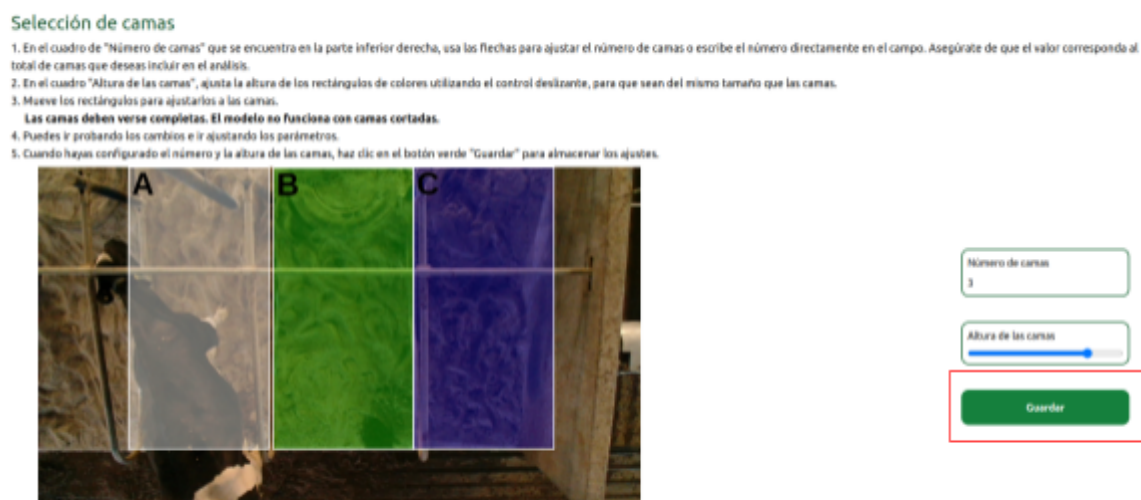 Selección de camas
1. En el cuadro de "Número de camas" que se encuentra en la parte inferior derecha, usa las flechas para ajustar el número de camas o escribe el número directamente en el campo. Asegúrate de que el valor corresponda al
total de camas que deseas incluir en el análisis.
2. En el cuadro "Altura de las camas", ajusta la altura de los rectángulos de colores utilizando el control deslizante, para que sean del mismo tamaño que las camas.
3. Mueve los rectángulos para ajustarlos a las camas.
Las camas deben verse completas. El modelo no funciona con camas cortadas.
4. Puedes ir probando los cambios e ir ajustando los parámetros.
5. Cuando hayas configurado el número y la altura de las camas, haz clic en el botón verde "Guardar" para almacenar los ajustes.
A B C
Número de camas
3
Altura de las camas
Guardar